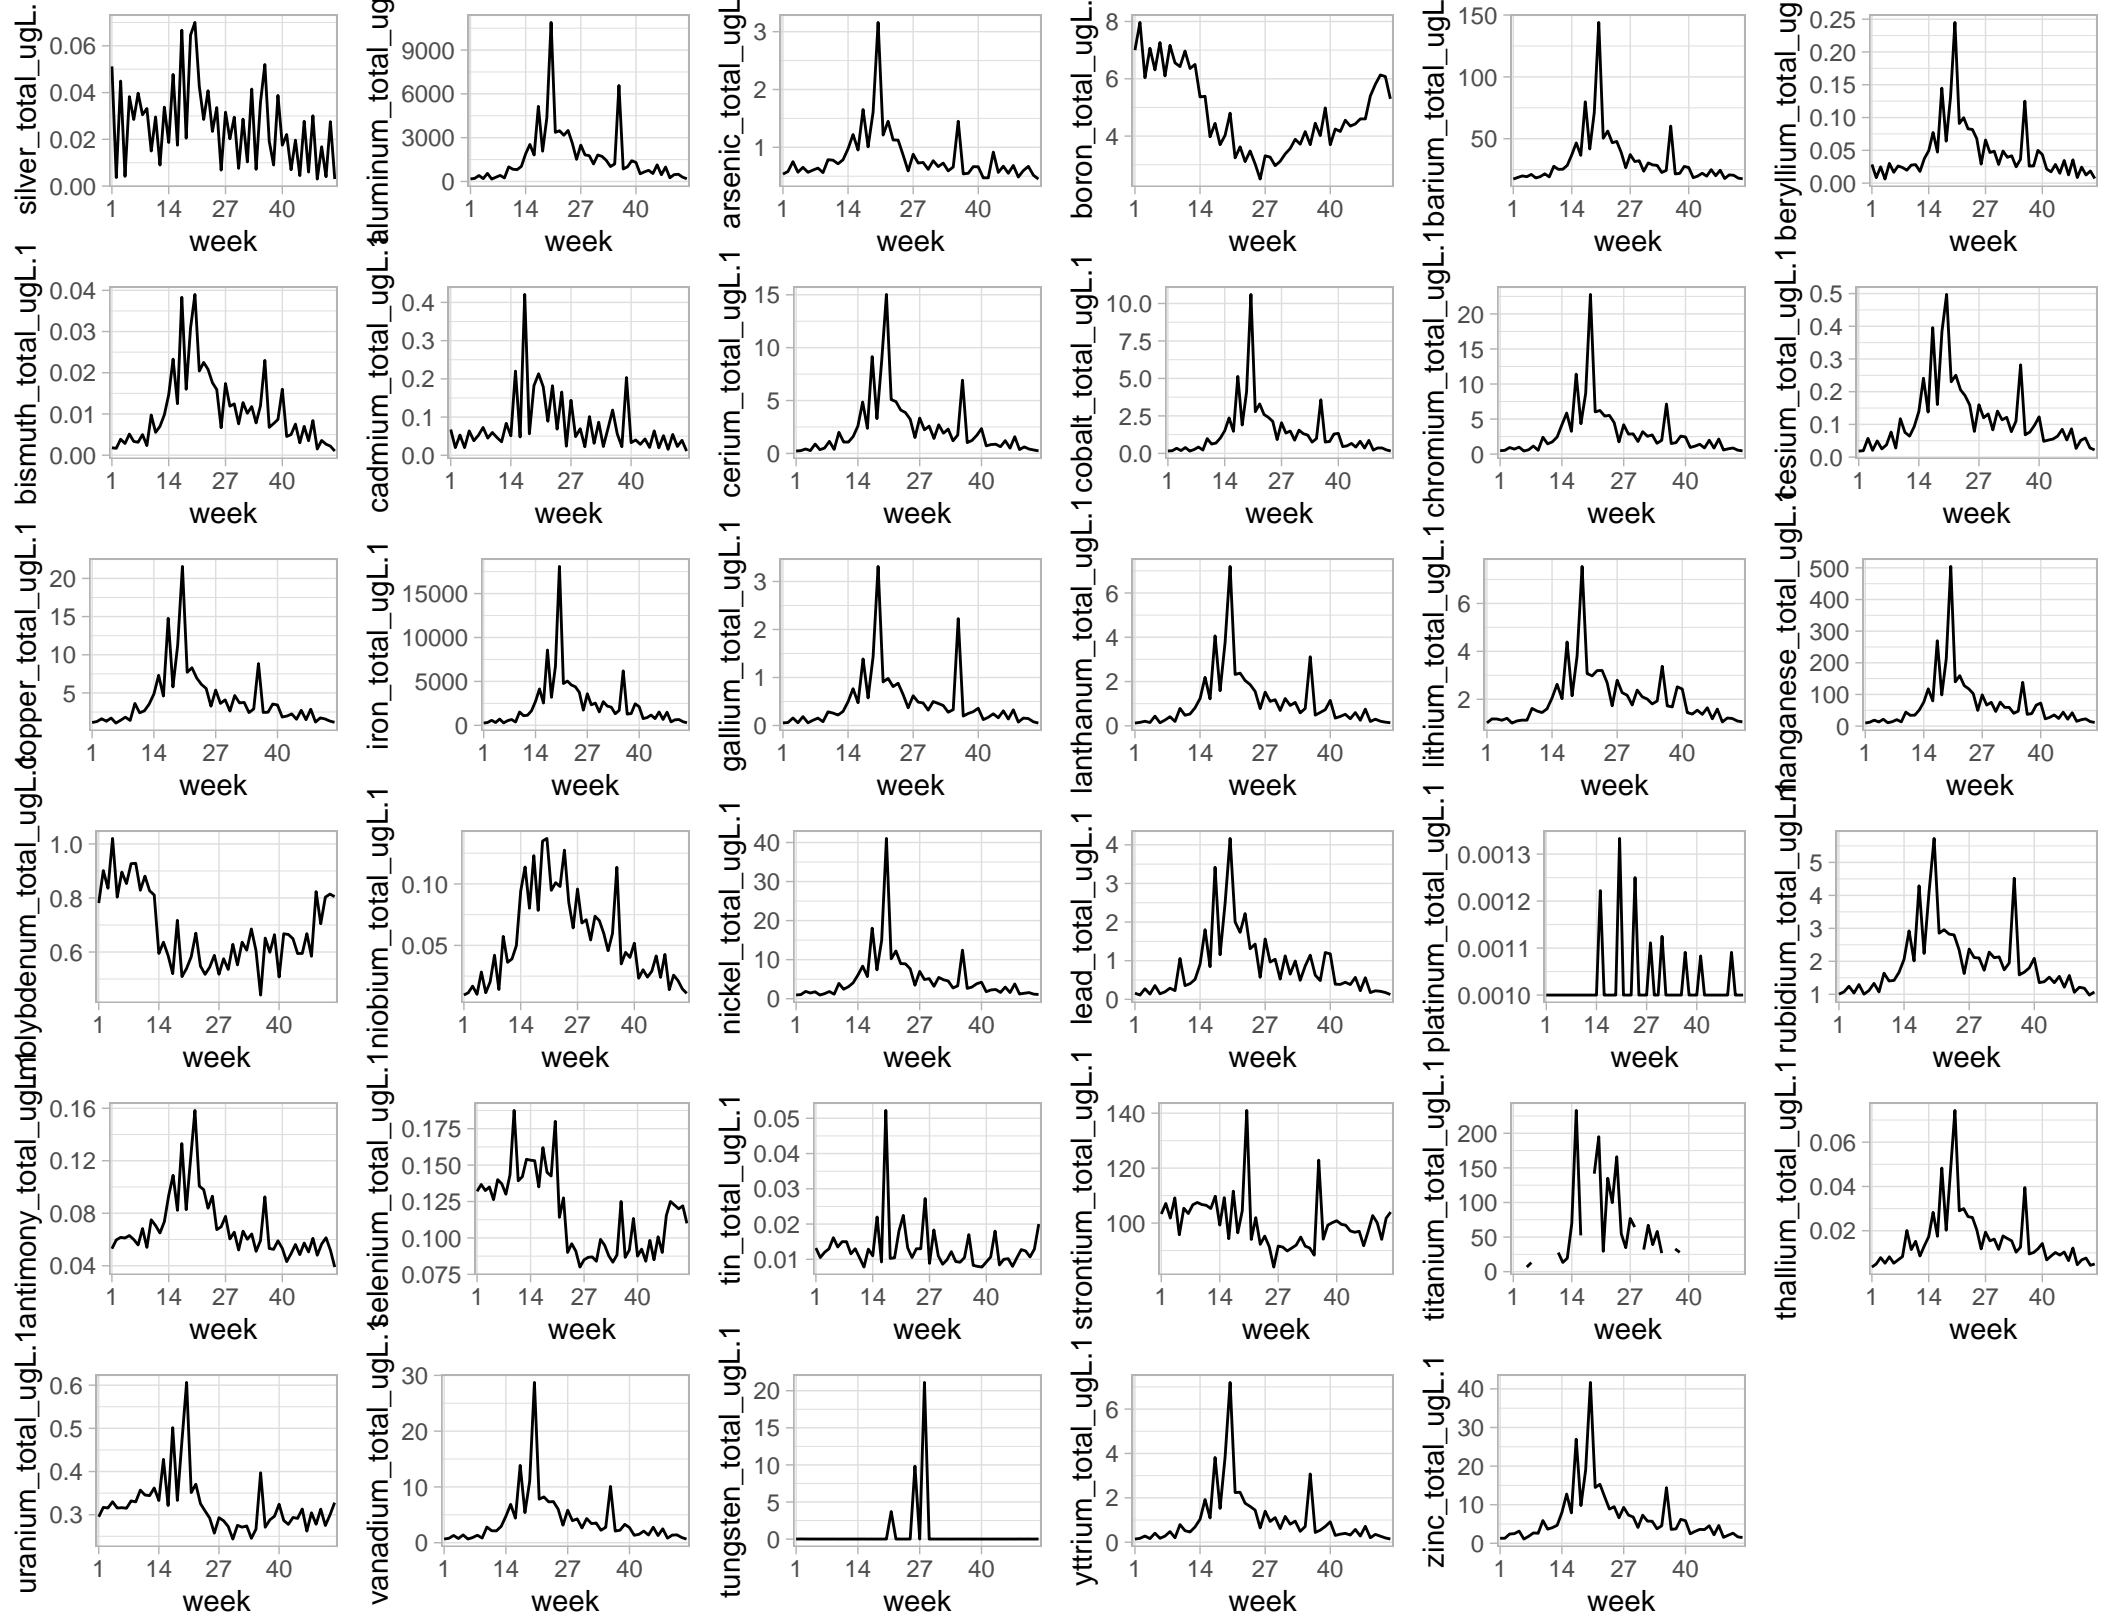 silver_total_ugL.
0.00
0.02
0.04
0.06
1 14 27 40
week
aluminum_total_ug
0
3000
6000
9000
1 14 27 40
week
arsenic_total_ugL
1
2
3
1 14 27 40
week
boron_total_ugL.
4
6
8
1 14 27 40
week
barium_total_ugL.
50
100
150
1 14 27 40
week
beryllium_total_ug
0.00
0.05
0.10
0.15
0.20
0.25
1 14 27 40
week
bismuth_total_ugL.1
0.00
0.01
0.02
0.03
0.04
1 14 27 40
week
cadmium_total_ugL.1
0.0
0.1
0.2
0.3
0.4
1 14 27 40
week
cerium_total_ugL.1
0
5
10
15
1 14 27 40
week
cobalt_total_ugL.1
0.0
2.5
5.0
7.5
10.0
1 14 27 40
week
chromium_total_ugL.1
0
5
10
15
20
1 14 27 40
week
cesium_total_ugL.1
0.0
0.1
0.2
0.3
0.4
0.5
1 14 27 40
week
copper_total_ugL.1
5
10
20
1 14 27 40
week
iron_total_ugL.1
0
5000
10000
15000
1 14 27 40
week
gallium_total_ugL.1
0
1
2
3
1 14 27 40
week
lanthanum_total_ugL.1
0
2
4
6
1 14 27 40
week
lithium_total_ugL.1
2
4
6
1 14 27 40
week
manganese_total_ugL.1
0
100
200
300
400
500
1 14 27 40
week
molybdenum_total_ugL.1
0.6
0.8
1.0
1 14 27 40
week
niobium_total_ugL.1
0.05
0.10
1 14 27 40
week
nickel_total_ugL.1
0
10
20
30
40
1 14 27 40
week
lead_total_ugL.1
0
1
2
3
4
1 14 27 40
week
platinum_total_ugL.1
0.0010
0.0011
0.0012
0.0013
1 14 27 40
week
rubidium_total_ugL.1
1
2
3
4
5
1 14 27 40
week
antimony_total_ugL.1
0.04
0.08
0.12
0.16
1 14 27 40
week
selenium_total_ugL.1
0.075
0.100
0.125
0.150
0.175
1 14 27 40
week
tin_total_ugL.1
0.01
0.02
0.03
0.04
0.05
1 14 27 40
week
strontium_total_ugL.1
100
120
140
1 14 27 40
week
titanium_total_ugL.1
0
50
100
150
200
1 14 27 40
week
thallium_total_ugL.1
0.02
0.04
0.06
1 14 27 40
week
uranium_total_ugL.1
0.3
0.4
0.5
0.6
1 14 27 40
week
vanadium_total_ugL.1
0
10
20
30
1 14 27 40
week
tungsten_total_ugL.1
0
5
10
15
20
1 14 27 40
week
yttrium_total_ugL.1
0
2
4
6
1 14 27 40
week
zinc_total_ugL.1
0
10
20
30
40
1 14 27 40
week